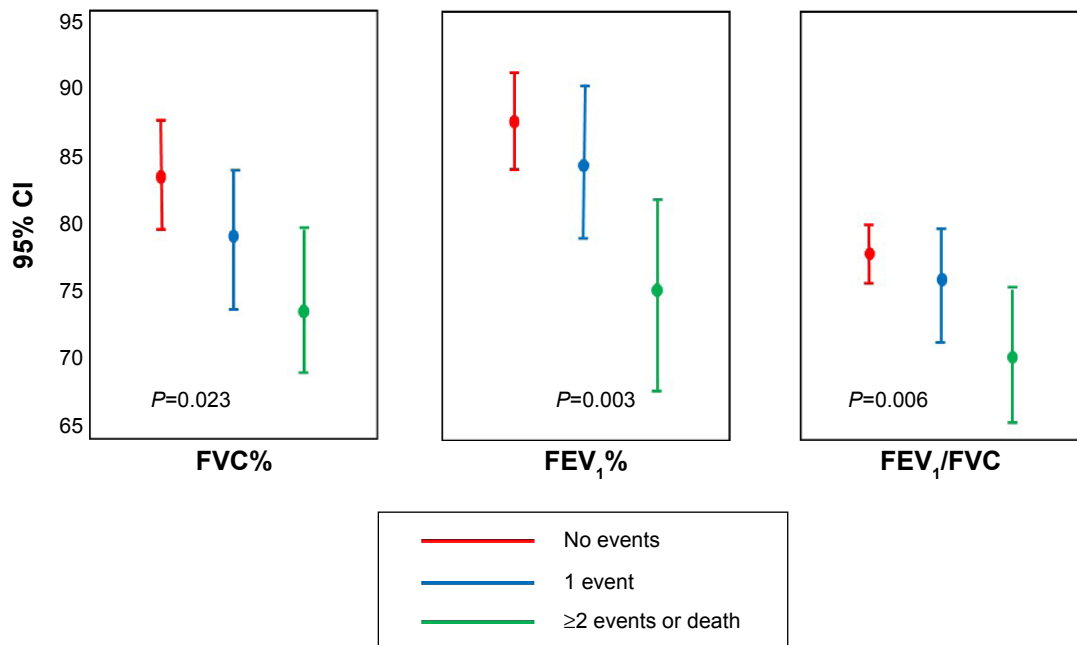 95% CI
95
90
85
80
75
70
65
P=0.023
P=0.003
P=0.006
FVC%
FEV₁%
FEV₁/FVC
No events
1 event
≥2 events or death